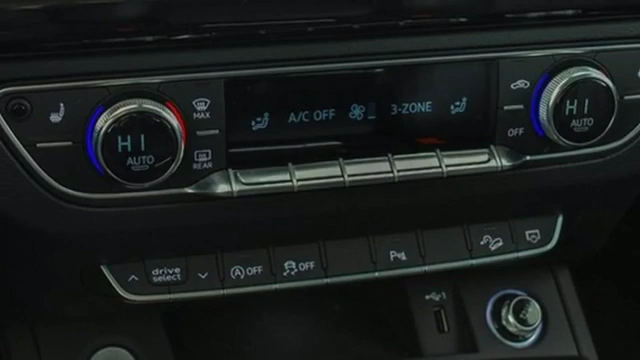 HI
AUTO
MAX
REAR
A/C OFF
3-ZONE
OFF
HI
AUTO
drive
select
OFF
OFF
P